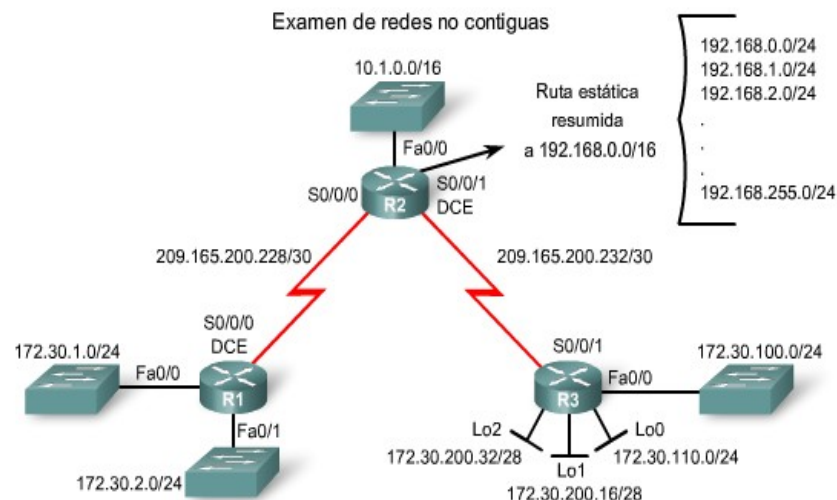 Examen de redes no contiguas
192.168.0.0/24
192.168.1.0/24
192.168.2.0/24
.
.
.
192.168.255.0/24
10.1.0.0/16
Ruta estática
resumida
a 192.168.0.0/16
Fa0/0
S0/0/0
S0/0/1
DCE
R2
209.165.200.228/30
209.165.200.232/30
S0/0/0
DCE
172.30.1.0/24
Fa0/0
R1
Fa0/1
172.30.2.0/24
S0/0/1
172.30.100.0/24
Fa0/0
R3
Lo2
Lo0
172.30.200.32/28
172.30.110.0/24
Lo1
172.30.200.16/28